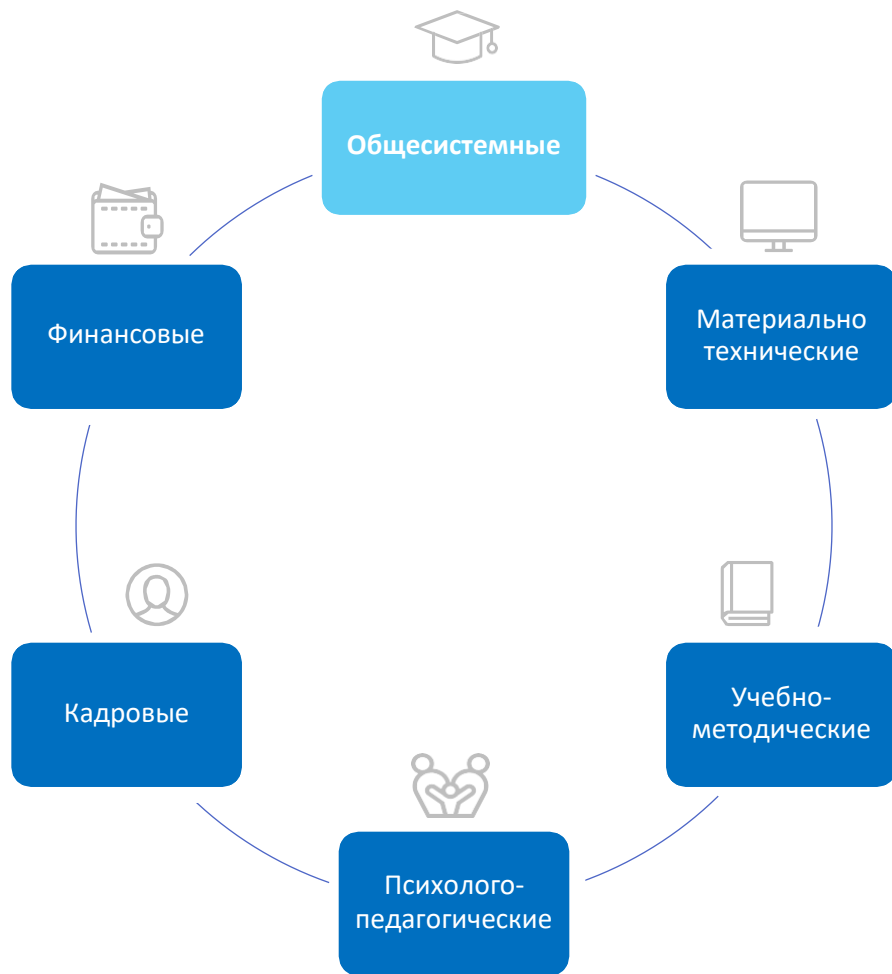 Общесистемные
Финансовые
Материально
технические
Кадровые
Учебно-
методические
Психолого-
педагогические